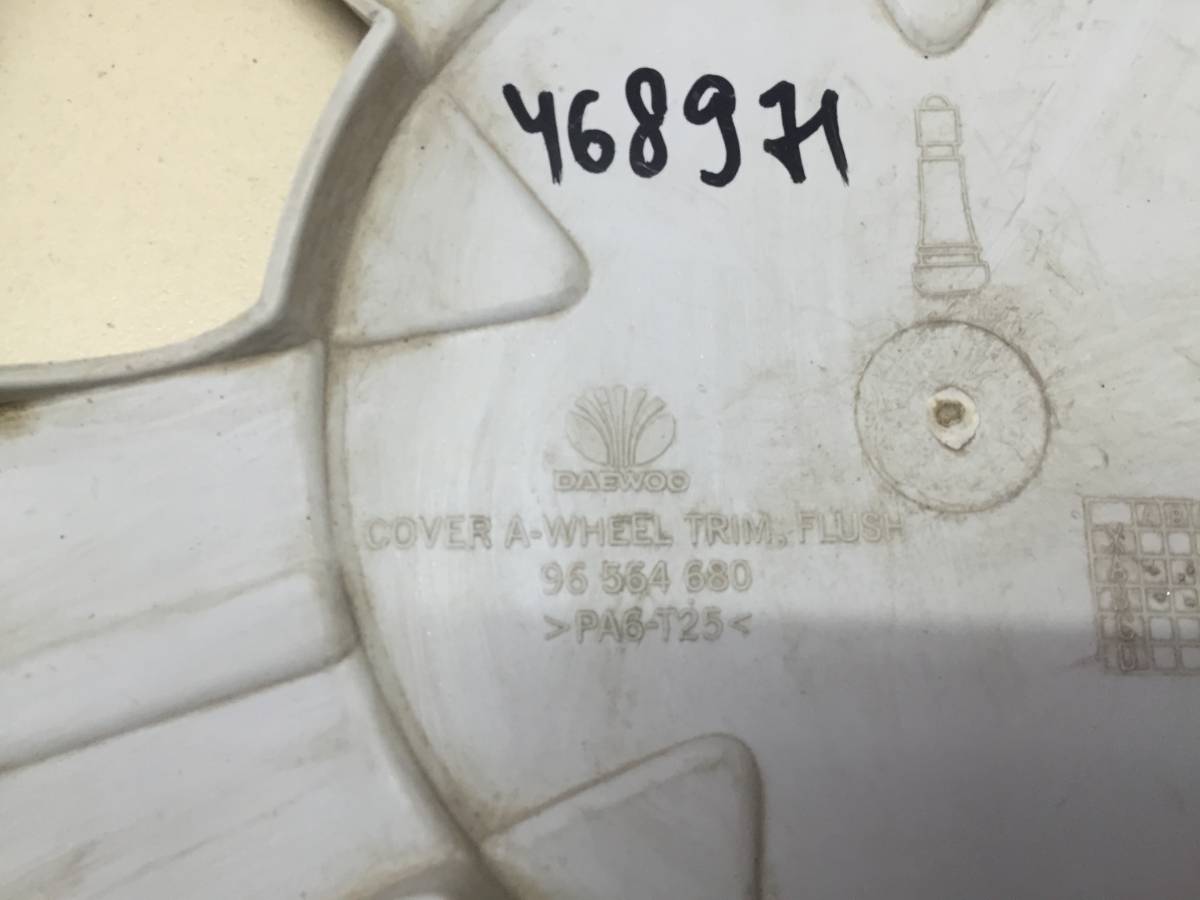 468971
DAEWOO
COVER A-WHEEL TRIM, FLUSH
96 564 680
>PA6-T25<
A B
X
A
B
C
D